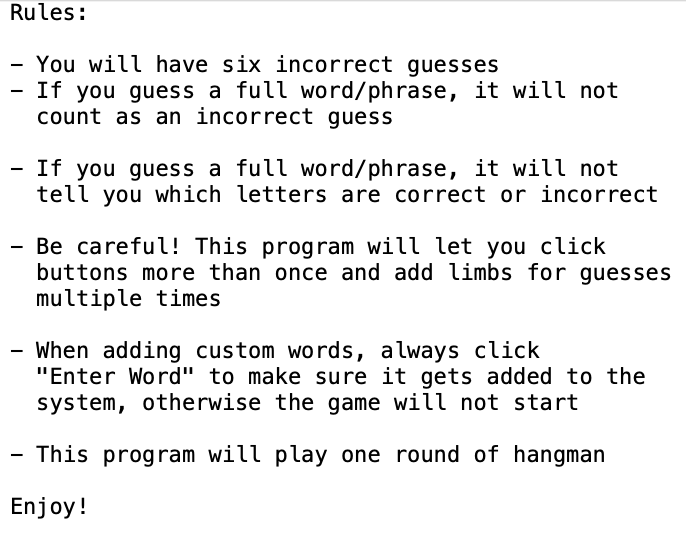 Rules:
- You will have six incorrect guesses
- If you guess a full word/phrase, it will not
count as an incorrect guess
- If you guess a full word/phrase, it will not
tell you which letters are correct or incorrect
- Be careful! This program will let you click
buttons more than once and add limbs for guesses
multiple times
- When adding custom words, always click
"Enter Word" to make sure it gets added to the
system, otherwise the game will not start
- This program will play one round of hangman
Enjoy!